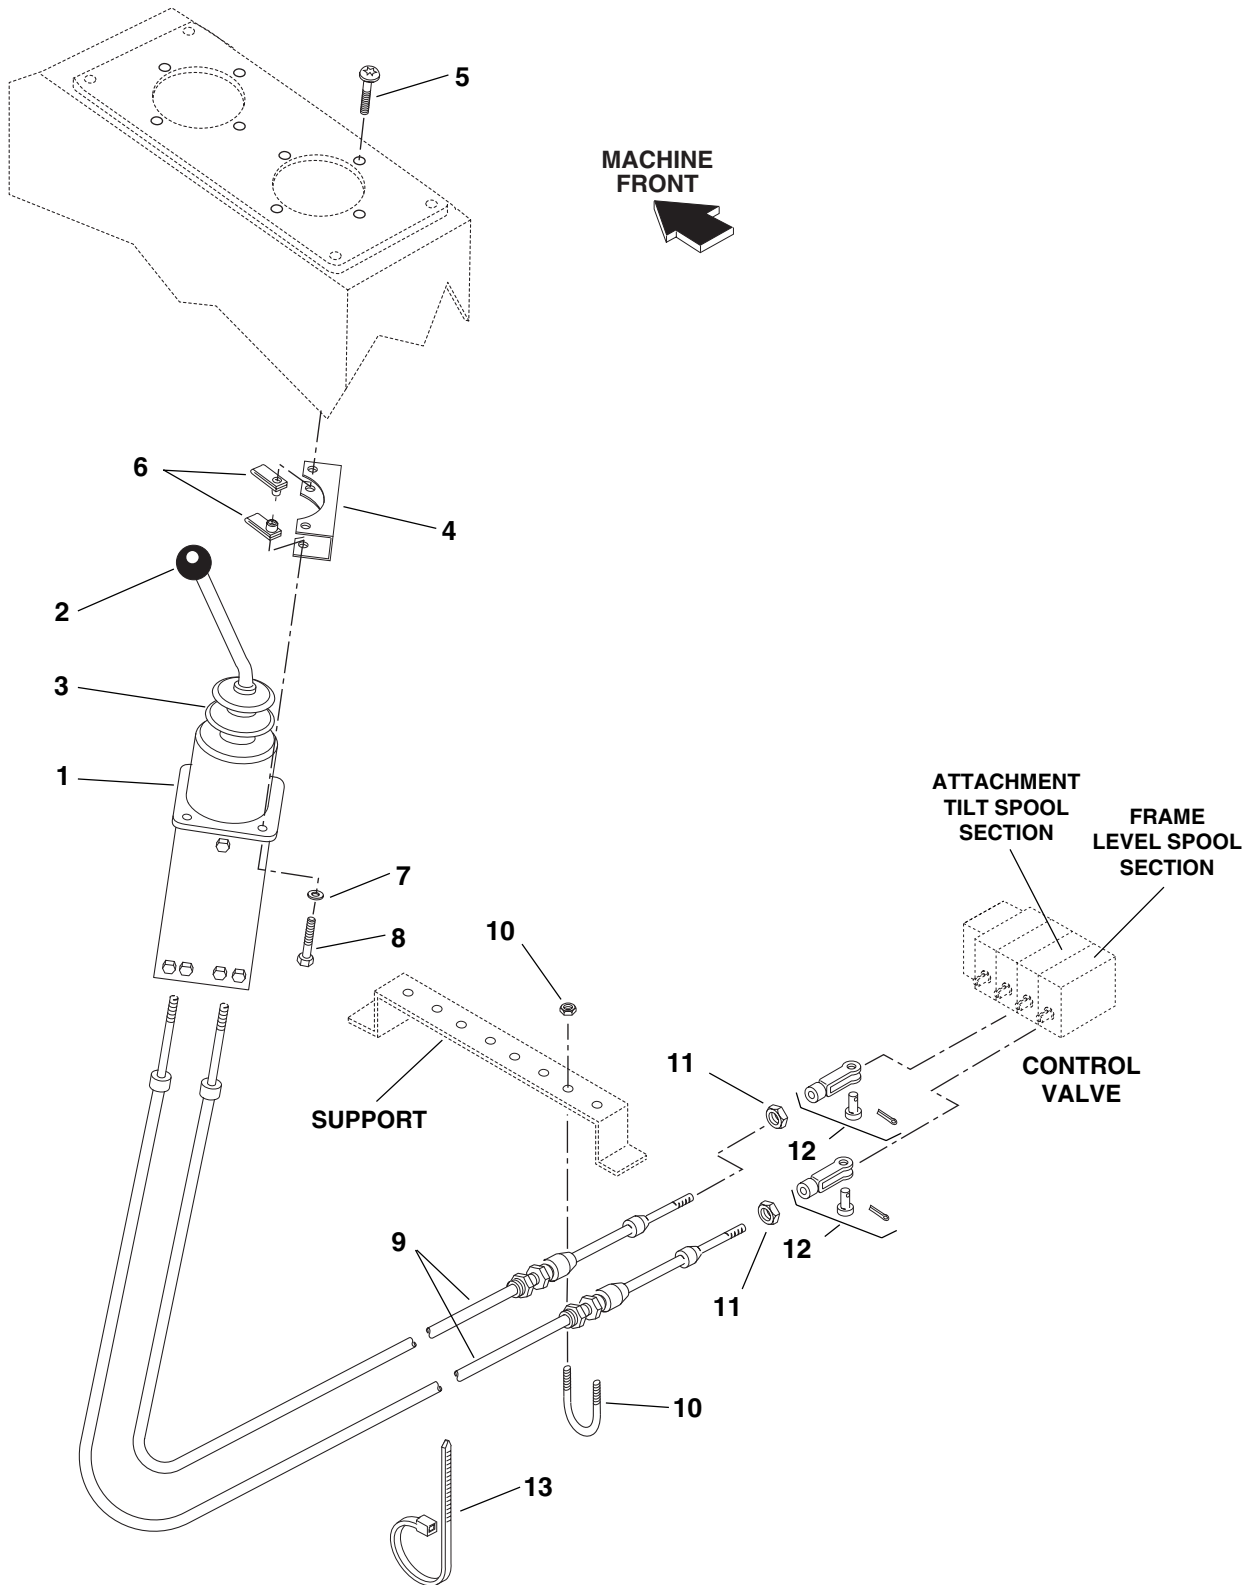 5
MACHINE
FRONT
6
4
2
3
1
ATTACHMENT
TILT SPOOL
SECTION
FRAME
LEVEL SPOOL
SECTION
7
8
10
11
CONTROL
VALVE
SUPPORT
12
9
12
11
10
13